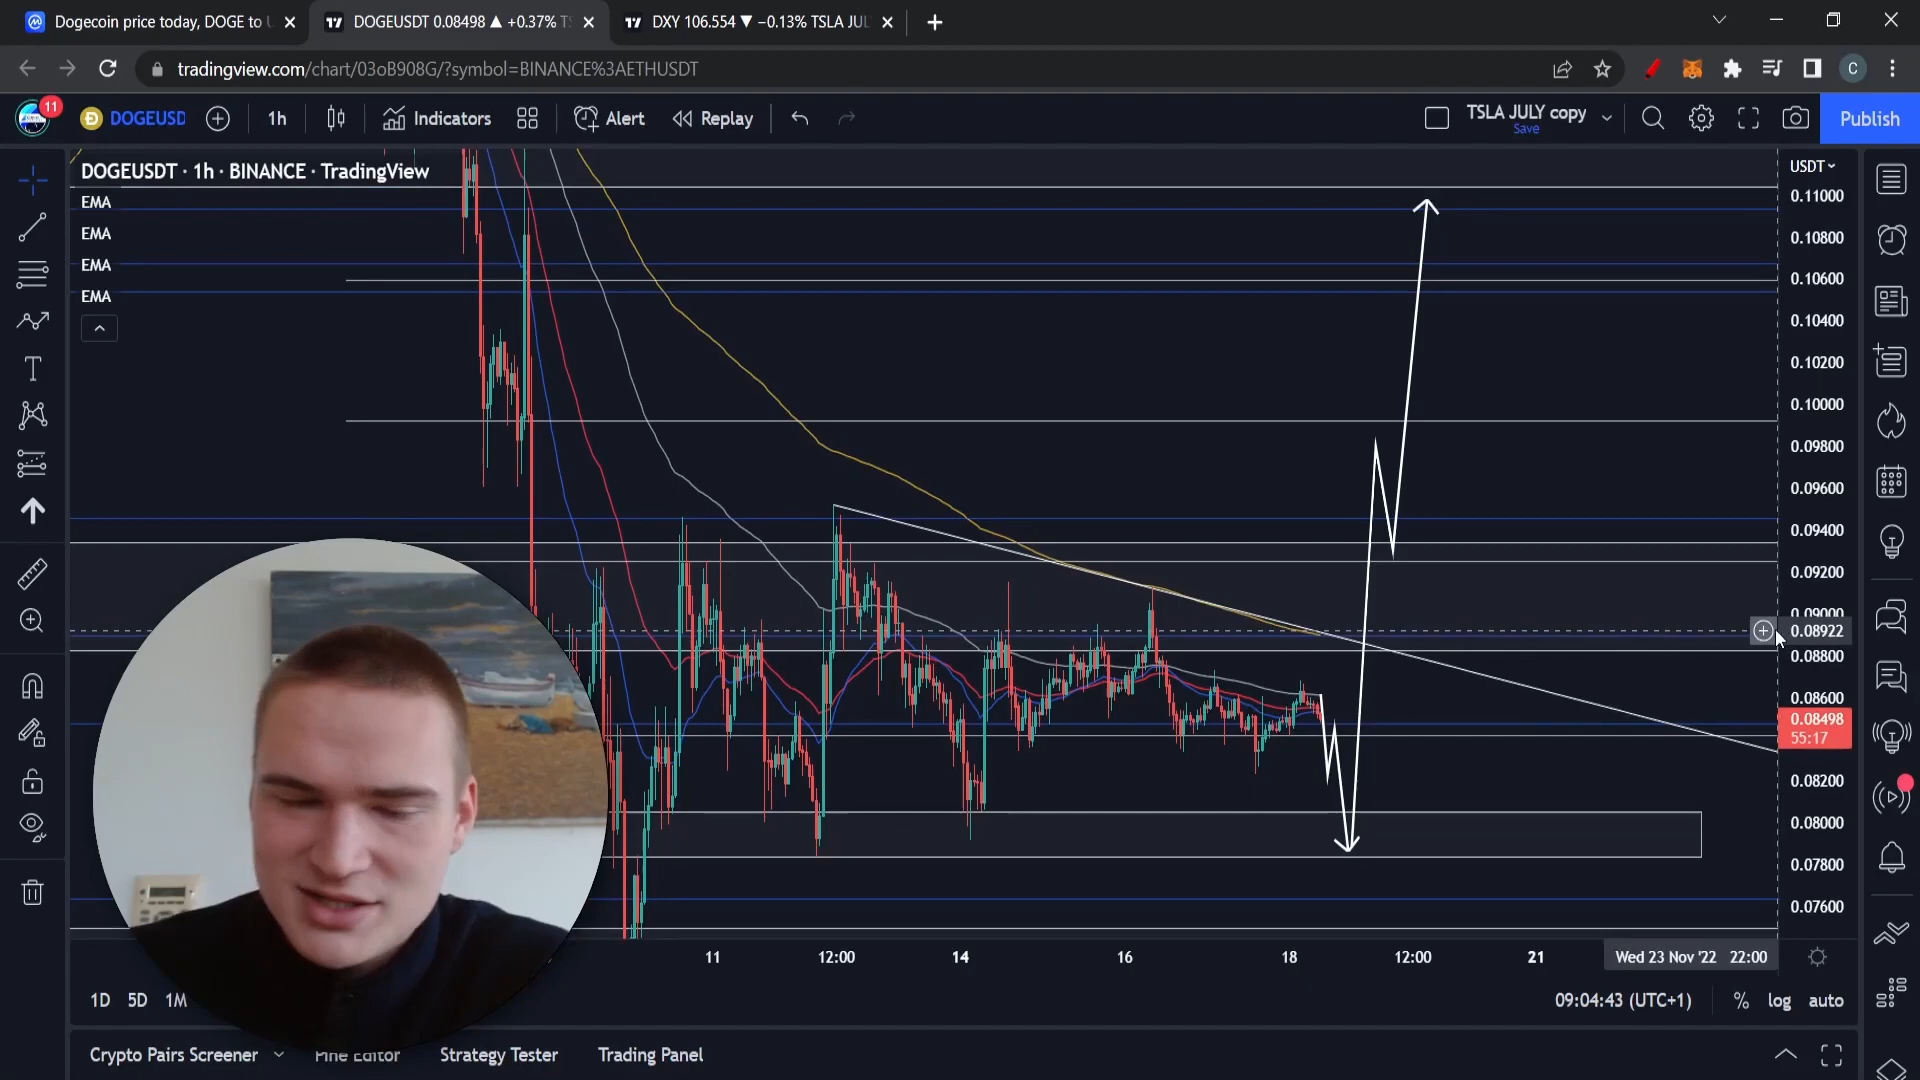 Dogecoin price today, DOGE to U
DOGEUSDT 0.08498 ▲ +0.37% TS
DXY 106.554 ▼ −0.13% TSLA JUL
tradingview.com/chart/03oB908G/?symbol=BINANCE%3AETHUSDT
C
11
DOGEUSD
1h
Indicators
Alert
Replay
TSLA JULY copy
Save
Publish
DOGEUSDT · 1h · BINANCE · TradingView
EMA
EMA
EMA
EMA
USDT
0.11000
0.10800
0.10600
0.10400
0.10200
0.10000
0.09800
0.09600
0.09400
0.09200
0.09000
0.08922
0.08800
0.08600
0.08498
55:17
0.08200
0.08000
0.07800
0.07600
11
12:00
14
16
18
12:00
21
Wed 23 Nov '22 22:00
1D 5D 1M
09:04:43 (UTC+1)
% log auto
Crypto Pairs Screener
Pine Editor
Strategy Tester
Trading Panel